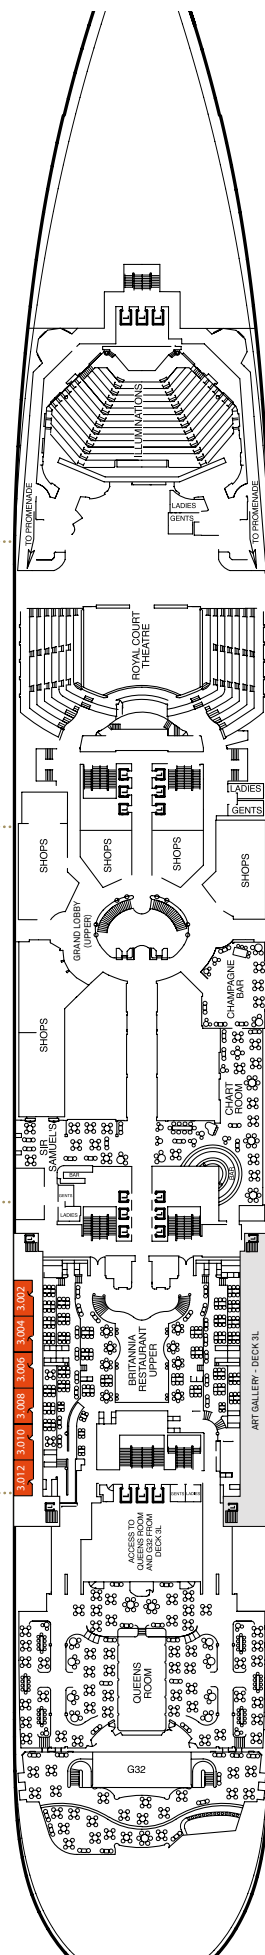 ILLUMINATIONS
LADIES
GENTS
TO PROMENADE
TO PROMENADE
ROYAL COURT
THEATRE
LADIES
GENTS
SHOPS
SHOPS
SHOPS
SHOPS
GRAND LOBBY
(UPPER)
CHAMPAGNE
BAR
SHOPS
CHART
ROOM
SIR
SAMUEL'S
BAR
BAR
GENTS
LADIES
3.002
3.004
3.006
3.008
3.010
3.012
BRITANNIA
RESTAURANT
UPPER
ART GALLERY - DECK 3L
GENTS
LADIES
ACCESS TO
QUEENS ROOM
AND G32 FROM
DECK 3L
QUEENS
ROOM
G32